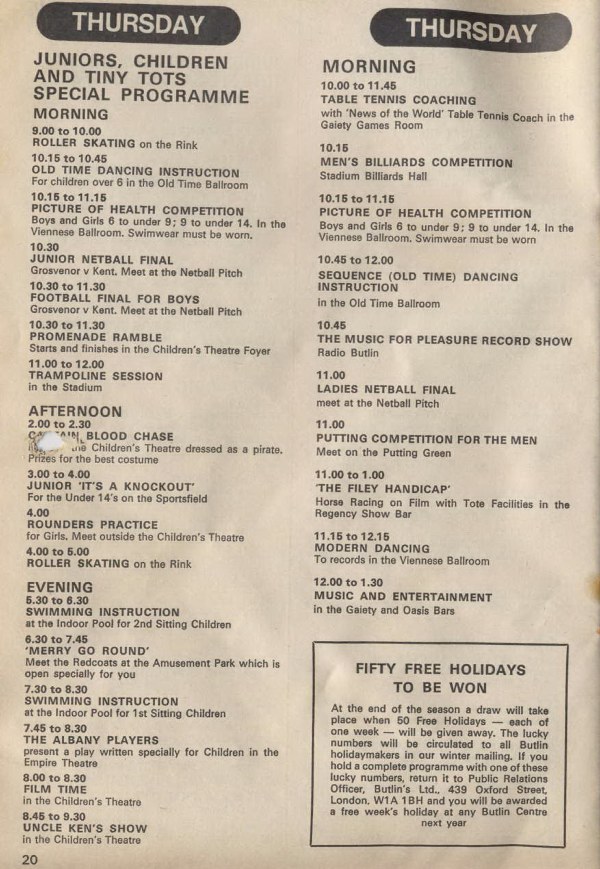 THURSDAY
JUNIORS, CHILDREN
AND TINY TOTS
SPECIAL PROGRAMME
MORNING
9.00 to 10.00
ROLLER SKATING on the Rink
10.15 to 10.45
OLD TIME DANCING INSTRUCTION
For children over 6 in the Old Time Ballroom
10.15 to 11.15
PICTURE OF HEALTH COMPETITION
Boys and Girls 6 to under 9; 9 to under 14. In the
Viennese Ballroom. Swimwear must be worn.
10.30
JUNIOR NETBALL FINAL
Grosvenor v Kent. Meet at the Netball Pitch
10.30 to 11.30
FOOTBALL FINAL FOR BOYS
Grosvenor v Kent. Meet at the Netball Pitch
10.30 to 11.30
PROMENADE RAMBLE
Starts and finishes in the Children's Theatre Foyer
11.00 to 12.00
TRAMPOLINE SESSION
in the Stadium
AFTERNOON
2.00 to 2.30
BLOOD CHASE
the Children's Theatre dressed as a pirate.
Prizes for the best costume
3.00 to 4.00
JUNIOR 'IT'S A KNOCKOUT'
For the Under 14's on the Sportsfield
4.00
ROUNDERS PRACTICE
for Girls. Meet outside the Children's Theatre
4.00 to 5.00
ROLLER SKATING on the Rink
EVENING
5.30 to 6.30
SWIMMING INSTRUCTION
at the Indoor Pool for 2nd Sitting Children
6.30 to 7.45
'MERRY GO ROUND'
Meet the Redcoats at the Amusement Park which is
open specially for you
7.30 to 8.30
SWIMMING INSTRUCTION
at the Indoor Pool for 1st Sitting Children
7.45 to 8.30
THE ALBANY PLAYERS
present a play written specially for Children in the
Empire Theatre
8.00 to 8.30
FILM TIME
in the Children's Theatre
8.45 to 9.30
UNCLE KEN'S SHOW
in the Children's Theatre
20
THURSDAY
MORNING
10.00 to 11.45
TABLE TENNIS COACHING
with 'News of the World' Table Tennis Coach in the
Gaiety Games Room
10.15
MEN'S BILLIARDS COMPETITION
Stadium Billiards Hall
10.15 to 11.15
PICTURE OF HEALTH COMPETITION
Boys and Girls 6 to under 9; 9 to under 14. In the
Viennese Ballroom. Swimwear must be worn
10.45 to 12.00
SEQUENCE (OLD TIME) DANCING
INSTRUCTION
in the Old Time Ballroom
10.45
THE MUSIC FOR PLEASURE RECORD SHOW
Radio Butlin
11.00
LADIES NETBALL FINAL
meet at the Netball Pitch
11.00
PUTTING COMPETITION FOR THE MEN
Meet on the Putting Green
11.00 to 1.00
'THE FILEY HANDICAP'
Horse Racing on Film with Tote Facilities in the
Regency Show Bar
11.15 to 12.15
MODERN DANCING
To records in the Viennese Ballroom
12.00 to 1.30
MUSIC AND ENTERTAINMENT
in the Gaiety and Oasis Bars
FIFTY FREE HOLIDAYS
TO BE WON
At the end of the season a draw will take
place when 50 Free Holidays — each of
one week — will be given away. The lucky
numbers will be circulated to all Butlin
holidaymakers in our winter mailing. If you
hold a complete programme with one of these
lucky numbers, return it to Public Relations
Officer, Butlin's Ltd., 439 Oxford Street,
London, W1A 1BH and you will be awarded
a free week's holiday at any Butlin Centre
next year